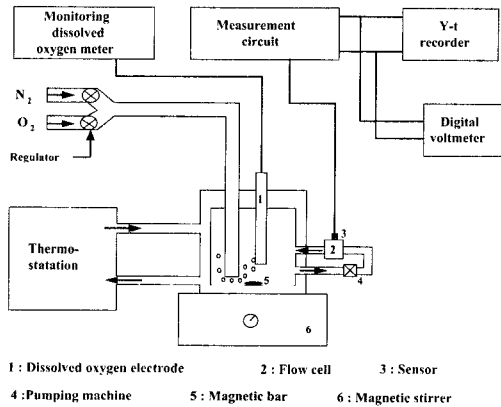 Monitoring
dissolved
oxygen meter
Measurement
circuit
Y-t
recorder
N2
O2
Regulator
Digital
voltmeter
Thermo-
statation
1
2
3
4
5
6
1 : Dissolved oxygen electrode
2 : Flow cell
3 : Sensor
4 :Pumping machine
5 : Magnetic bar
6 : Magnetic stirrer